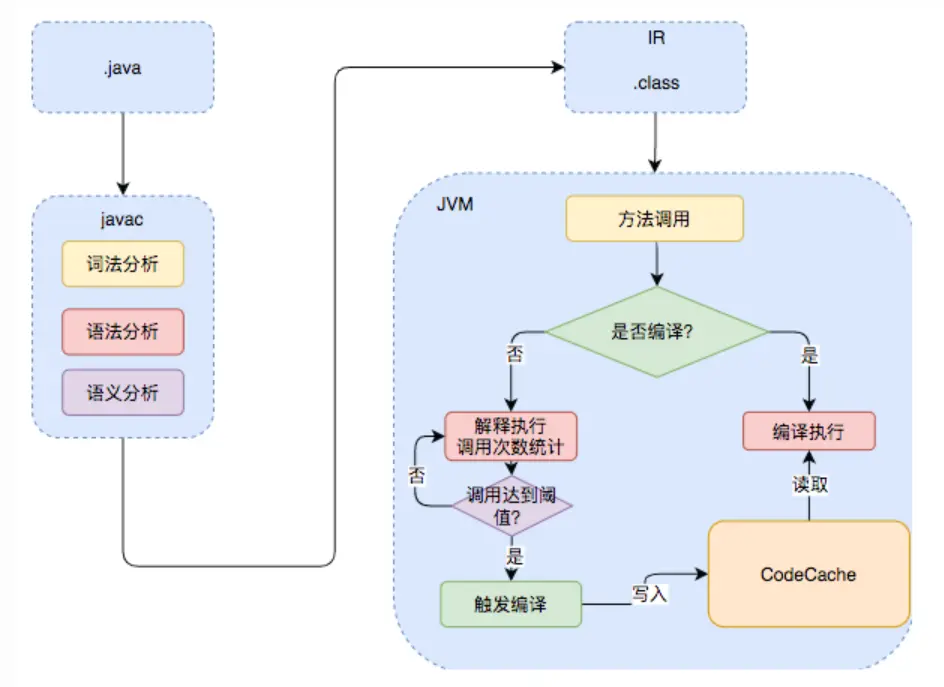 .java
IR
.class
javac
词法分析
语法分析
语义分析
JVM
方法调用
是否编译?
否
是
解释执行
调用次数统计
编译执行
否
调用达到阈
值?
读取
是
CodeCache
触发编译
写入